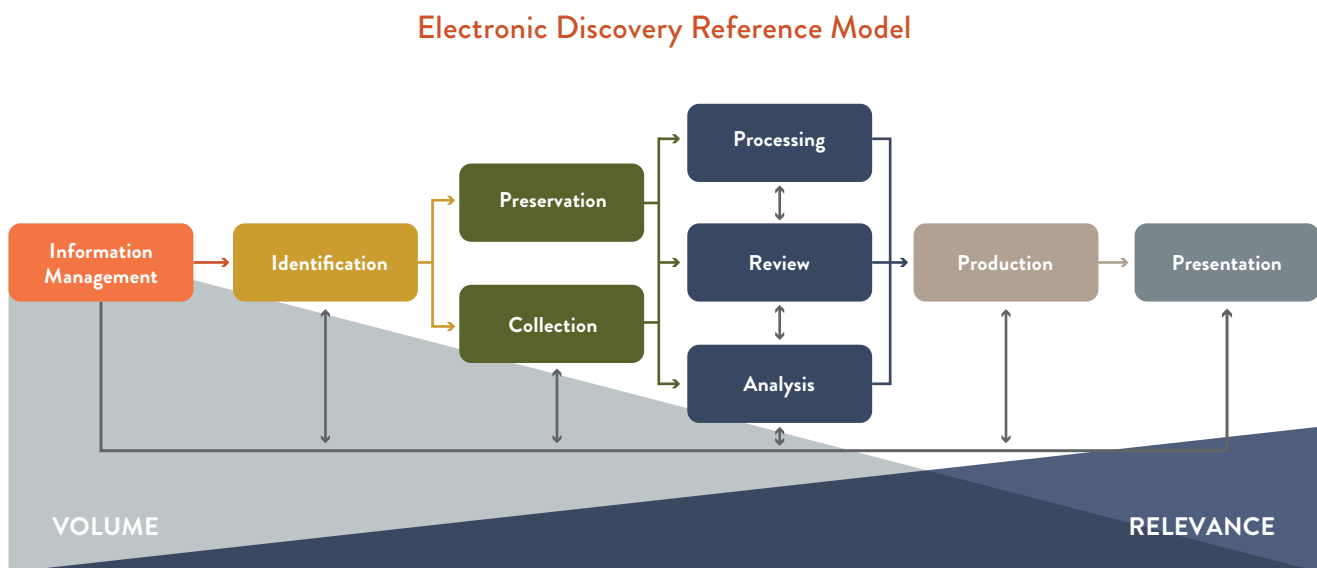 Electronic Discovery Reference Model
Information
Management
Identification
Preservation
Collection
Processing
Review
Analysis
Production
Presentation
VOLUME
RELEVANCE